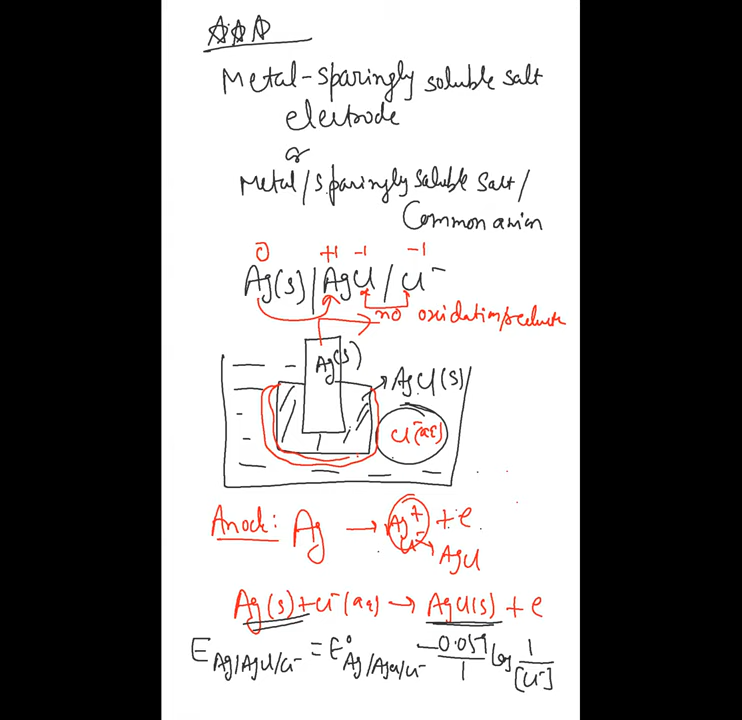 Metal-sparingly soluble salt
electrode
or
Metal/sparingly soluble salt/
Common anion
0 +1 -1 -1
Ag(s)/AgCl/Cl⁻
no oxidation/reduction
Ag(s)
AgCl(s)
Cl⁻(aq)
Anode: Ag → Ag⁺ + e
Cl⁻ → AgCl
Ag(s)+Cl⁻(aq) → AgCl(s) + e
E Ag/AgCl/Cl⁻ = E° Ag/AgCl/Cl⁻ -0.059/1 log 1/[Cl⁻]